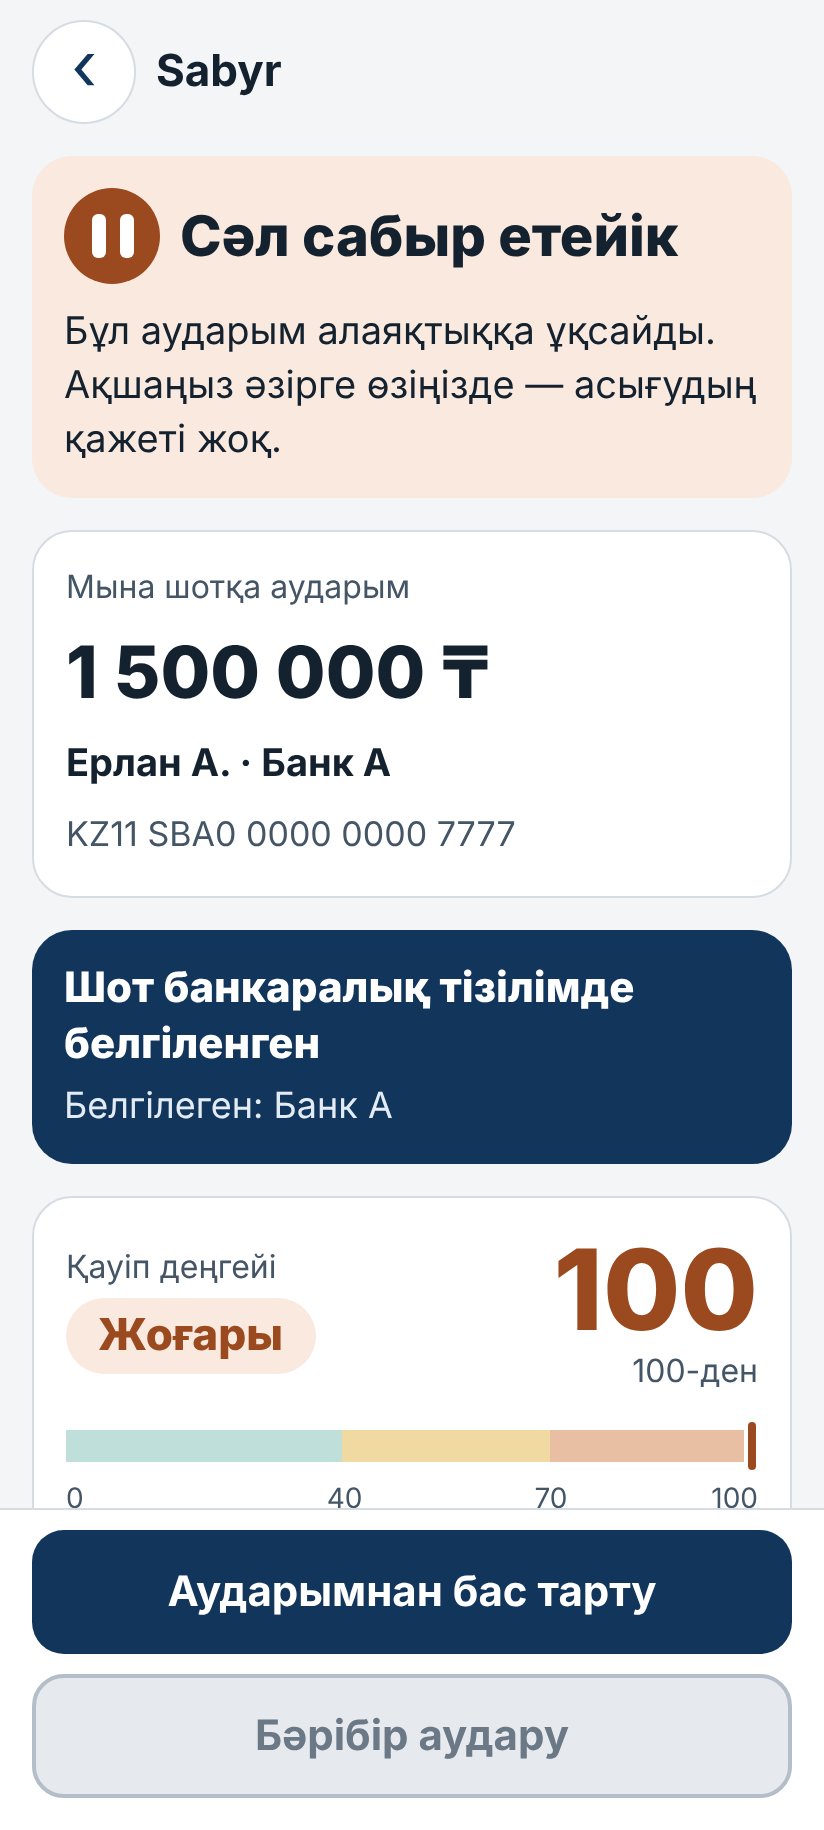 Sabyr
Сәл сабыр етейік
Бұл аударым алаяқтыққа ұқсайды.
Ақшаңыз әзірге өзіңізде — асығудың
қажеті жоқ.
Мына шотқа аударым
1 500 000 ₸
Ерлан А. · Банк А
KZ11 SBA0 0000 0000 7777
Шот банкаралық тізілімде
белгіленген
Белгілеген: Банк А
Қауіп деңгейі
100
Жоғары
100-ден
0 40 70 100
Аударымнан бас тарту
Бәрібір аудару